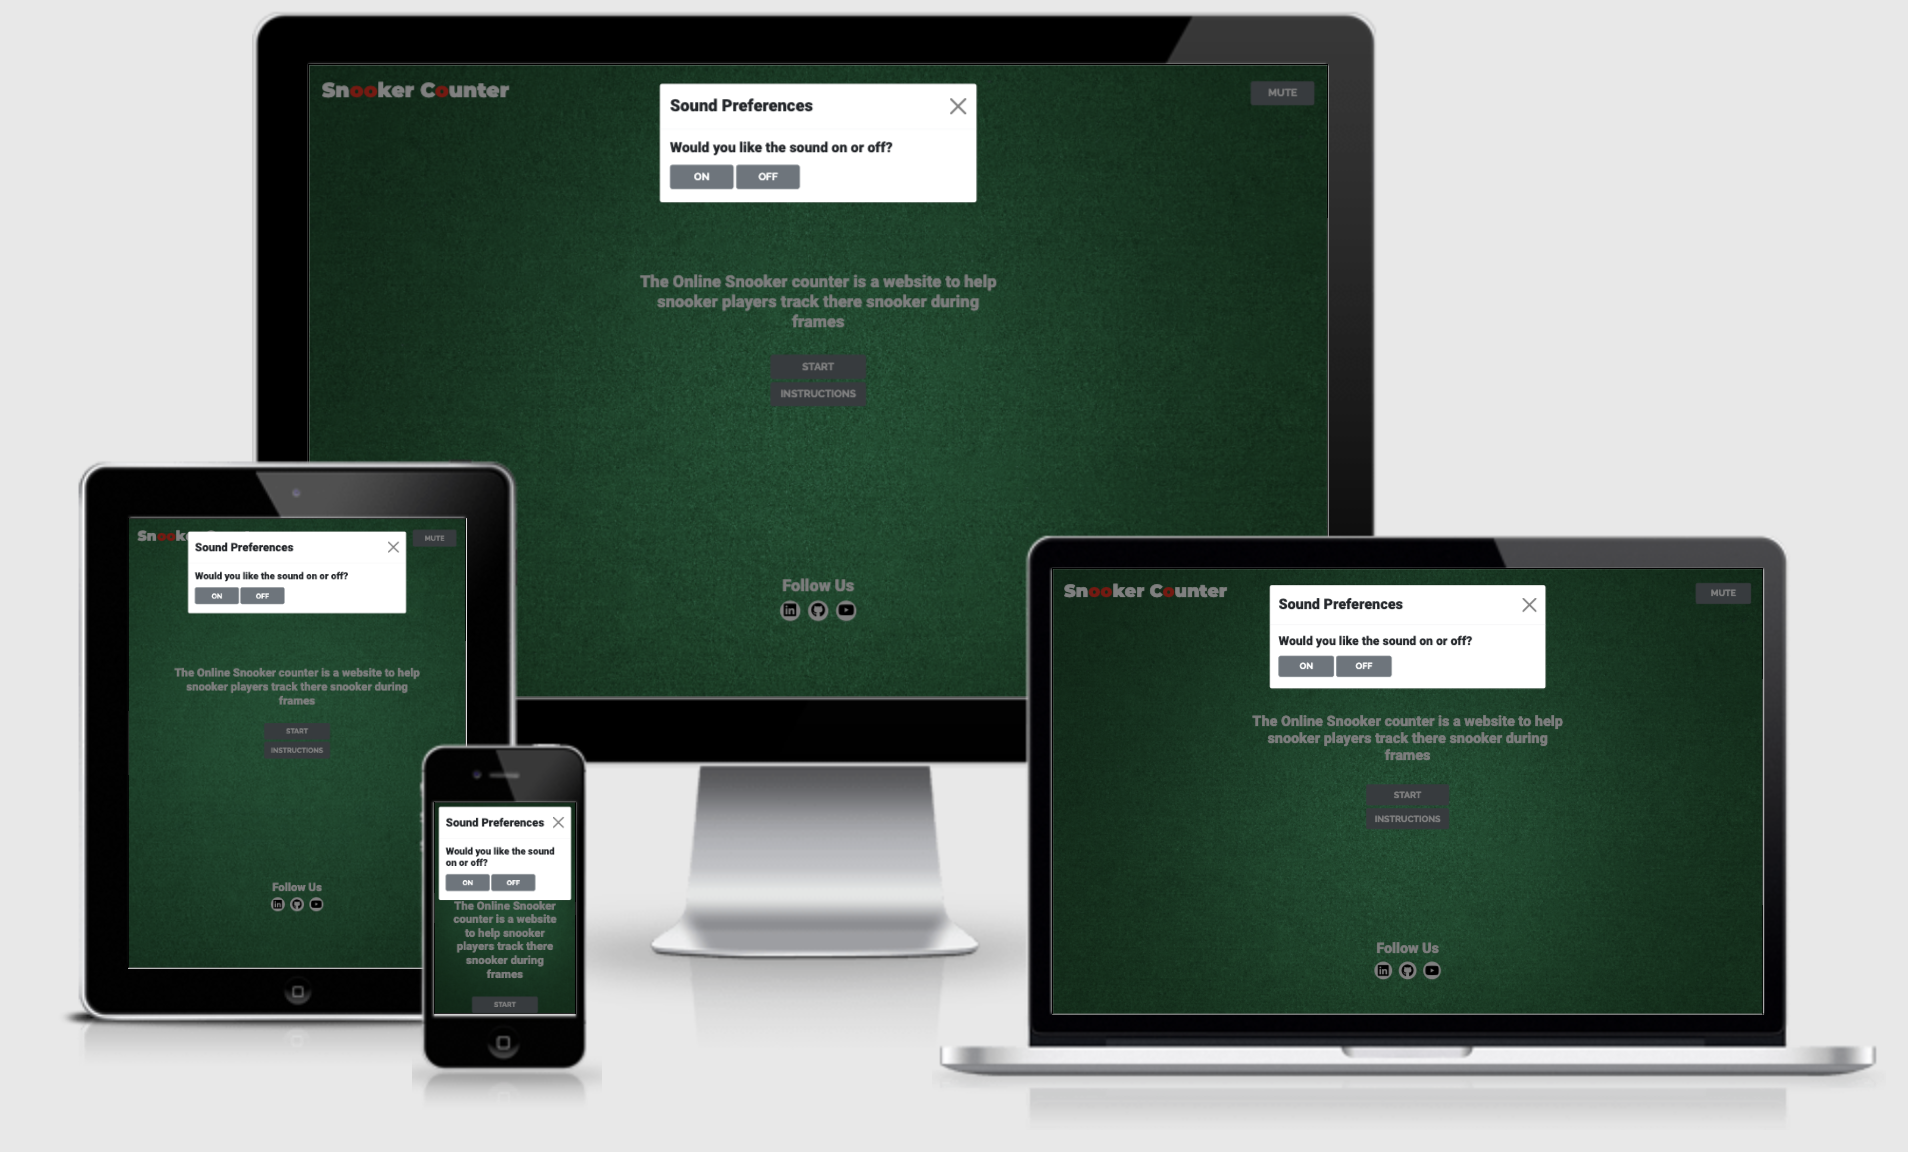 Snooker Counter
MUTE
Sound Preferences
Would you like the sound on or off?
ON OFF
The Online Snooker counter is a website to help
snooker players track there snooker during
frames
START
INSTRUCTIONS
Follow Us
Snook
MUTE
Sound Preferences
Would you like the sound on or off?
ON OFF
The Online Snooker counter is a website to help
snooker players track there snooker during
frames
START
INSTRUCTIONS
Follow Us
Sound Preferences
Would you like the sound
on or off?
ON OFF
The Online Snooker
counter is a website
to help snooker
players track there
snooker during
frames
START
Snooker Counter
MUTE
Sound Preferences
Would you like the sound on or off?
ON OFF
The Online Snooker counter is a website to help
snooker players track there snooker during
frames
START
INSTRUCTIONS
Follow Us